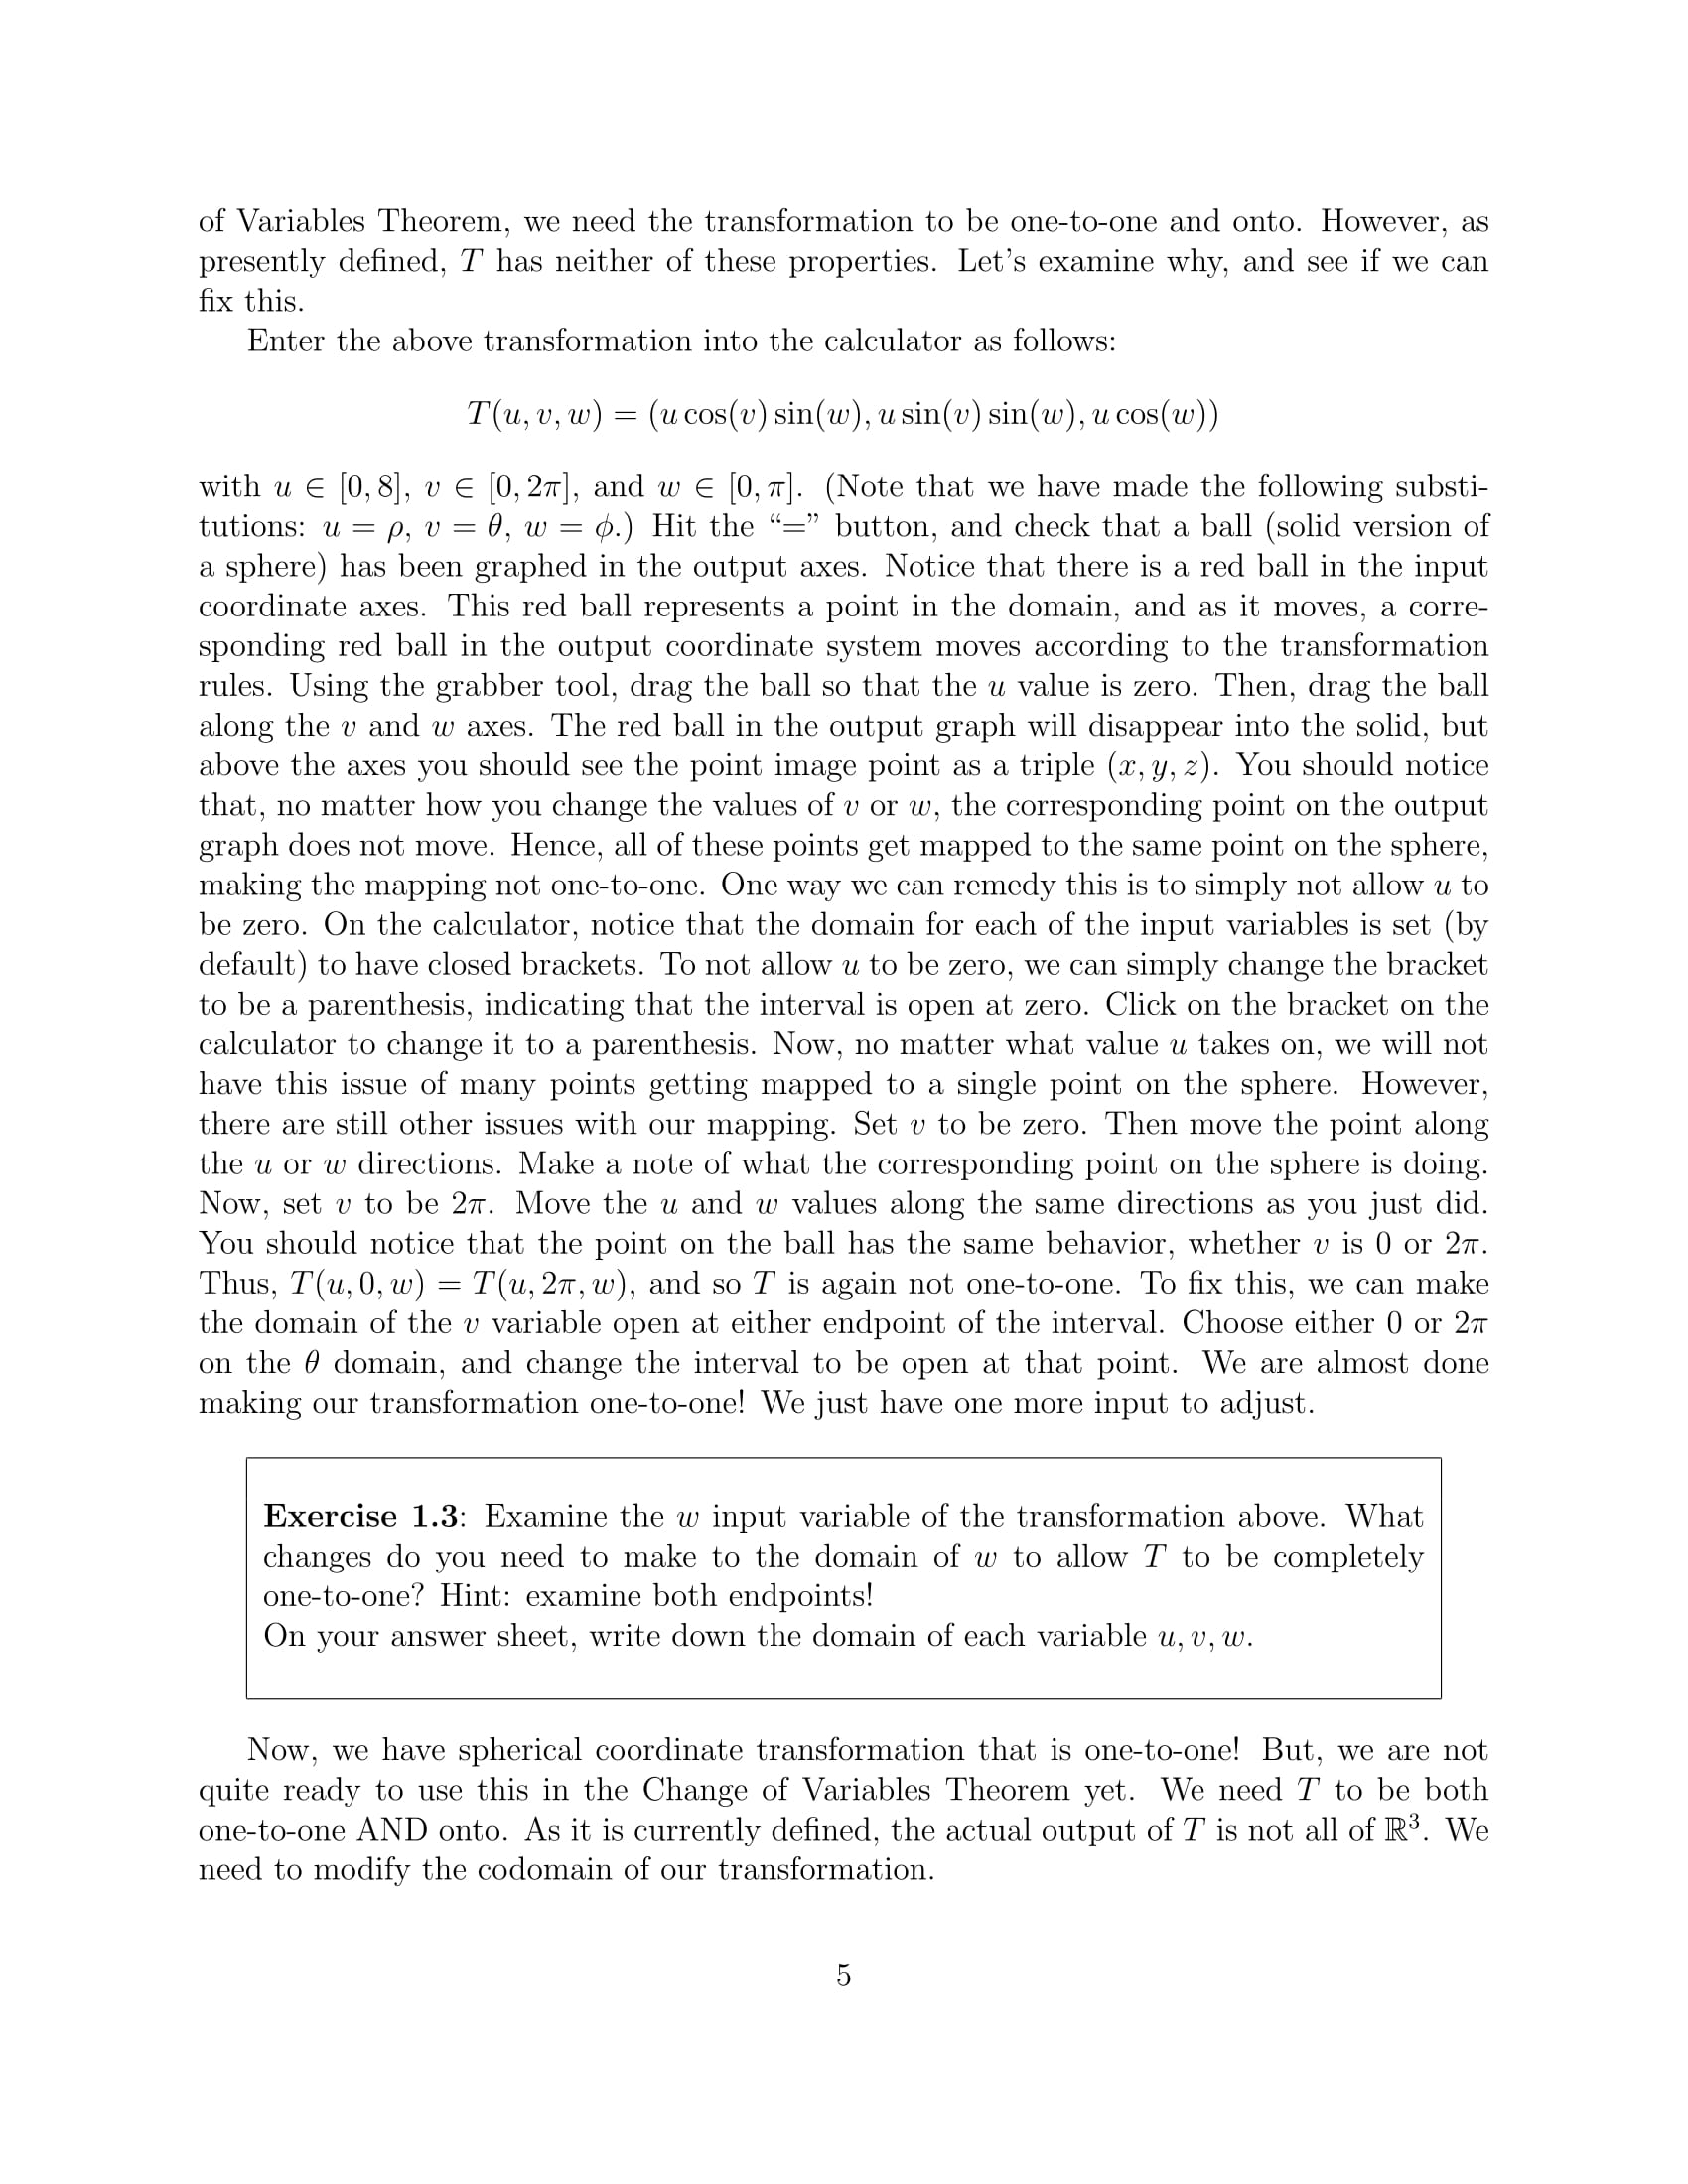 of Variables Theorem, we need the transformation to be one-to-one and onto. However, as
presently defined, T has neither of these properties. Let's examine why, and see if we can
fix this.
Enter the above transformation into the calculator as follows:
T(u, v, w) = (u cos(v) sin(w), u sin(v) sin(w), u cos(w))
with u ∈ [0, 8], v ∈ [0, 2π], and w ∈ [0, π]. (Note that we have made the following substi-
tutions: u = ρ, v = θ, w = ϕ.) Hit the “=” button, and check that a ball (solid version of
a sphere) has been graphed in the output axes. Notice that there is a red ball in the input
coordinate axes. This red ball represents a point in the domain, and as it moves, a corre-
sponding red ball in the output coordinate system moves according to the transformation
rules. Using the grabber tool, drag the ball so that the u value is zero. Then, drag the ball
along the v and w axes. The red ball in the output graph will disappear into the solid, but
above the axes you should see the point image point as a triple (x, y, z). You should notice
that, no matter how you change the values of v or w, the corresponding point on the output
graph does not move. Hence, all of these points get mapped to the same point on the sphere,
making the mapping not one-to-one. One way we can remedy this is to simply not allow u to
be zero. On the calculator, notice that the domain for each of the input variables is set (by
default) to have closed brackets. To not allow u to be zero, we can simply change the bracket
to be a parenthesis, indicating that the interval is open at zero. Click on the bracket on the
calculator to change it to a parenthesis. Now, no matter what value u takes on, we will not
have this issue of many points getting mapped to a single point on the sphere. However,
there are still other issues with our mapping. Set v to be zero. Then move the point along
the u or w directions. Make a note of what the corresponding point on the sphere is doing.
Now, set v to be 2π. Move the u and w values along the same directions as you just did.
You should notice that the point on the ball has the same behavior, whether v is 0 or 2π.
Thus, T(u, 0, w) = T(u, 2π, w), and so T is again not one-to-one. To fix this, we can make
the domain of the v variable open at either endpoint of the interval. Choose either 0 or 2π
on the θ domain, and change the interval to be open at that point. We are almost done
making our transformation one-to-one! We just have one more input to adjust.
Exercise 1.3: Examine the w input variable of the transformation above. What
changes do you need to make to the domain of w to allow T to be completely
one-to-one? Hint: examine both endpoints!
On your answer sheet, write down the domain of each variable u, v, w.
Now, we have spherical coordinate transformation that is one-to-one! But, we are not
quite ready to use this in the Change of Variables Theorem yet. We need T to be both
one-to-one AND onto. As it is currently defined, the actual output of T is not all of ℝ³. We
need to modify the codomain of our transformation.
5